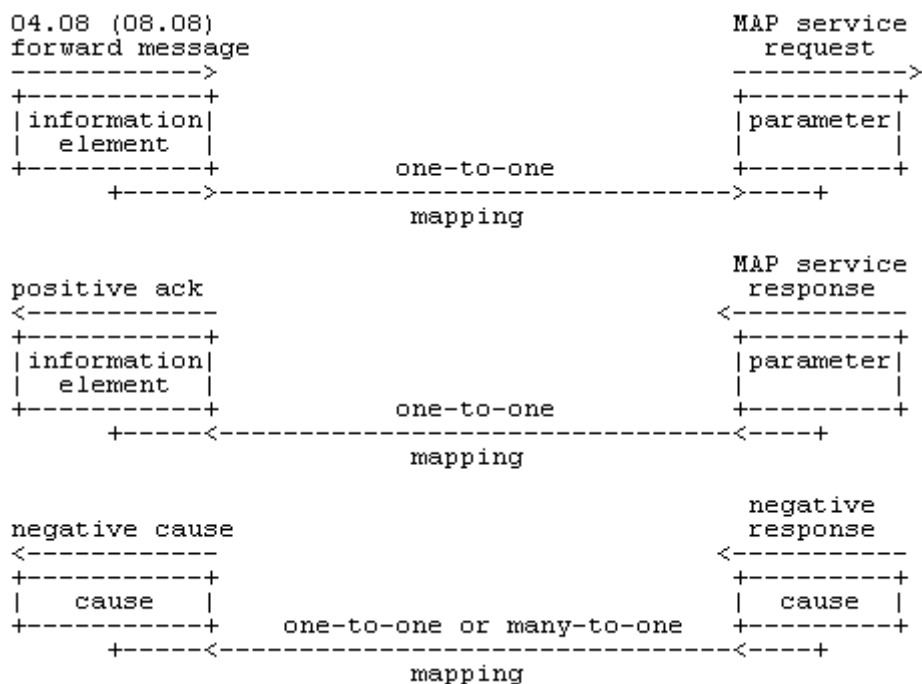 04.08 (08.08) MAP service
forward message request
------------> ------------>
+-----------+ +---------+
|information| |parameter|
| element | | |
+-----------+ one-to-one +---------+
+----->------------------------------->----+
mapping
MAP service
positive ack response
<------------ <------------
+-----------+ +---------+
|information| |parameter|
| element | | |
+-----------+ one-to-one +---------+
+-----<-------------------------------<----+
mapping
negative
negative cause response
<------------ <------------
+-----------+ +---------+
| cause | | cause |
+-----------+ one-to-one or many-to-one +---------+
+-----<-------------------------------<----+
mapping